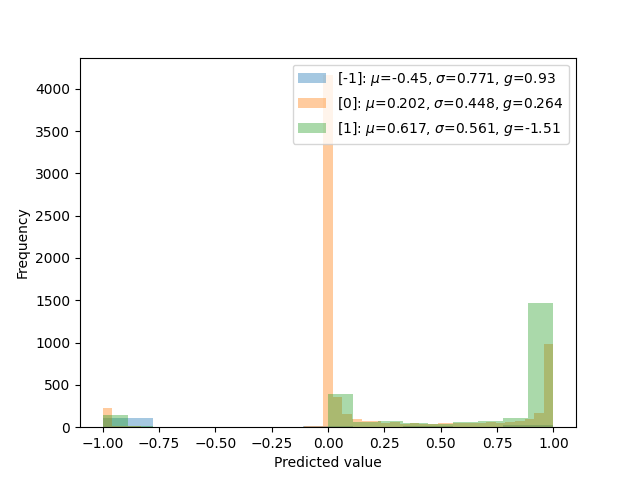 [-1]: μ=-0.45, σ=0.771, g=0.93
[0]: μ=0.202, σ=0.448, g=0.264
[1]: μ=0.617, σ=0.561, g=-1.51
4000
3500
3000
2500
2000
1500
1000
500
0
Frequency
−1.00 −0.75 −0.50 −0.25 0.00 0.25 0.50 0.75 1.00
Predicted value